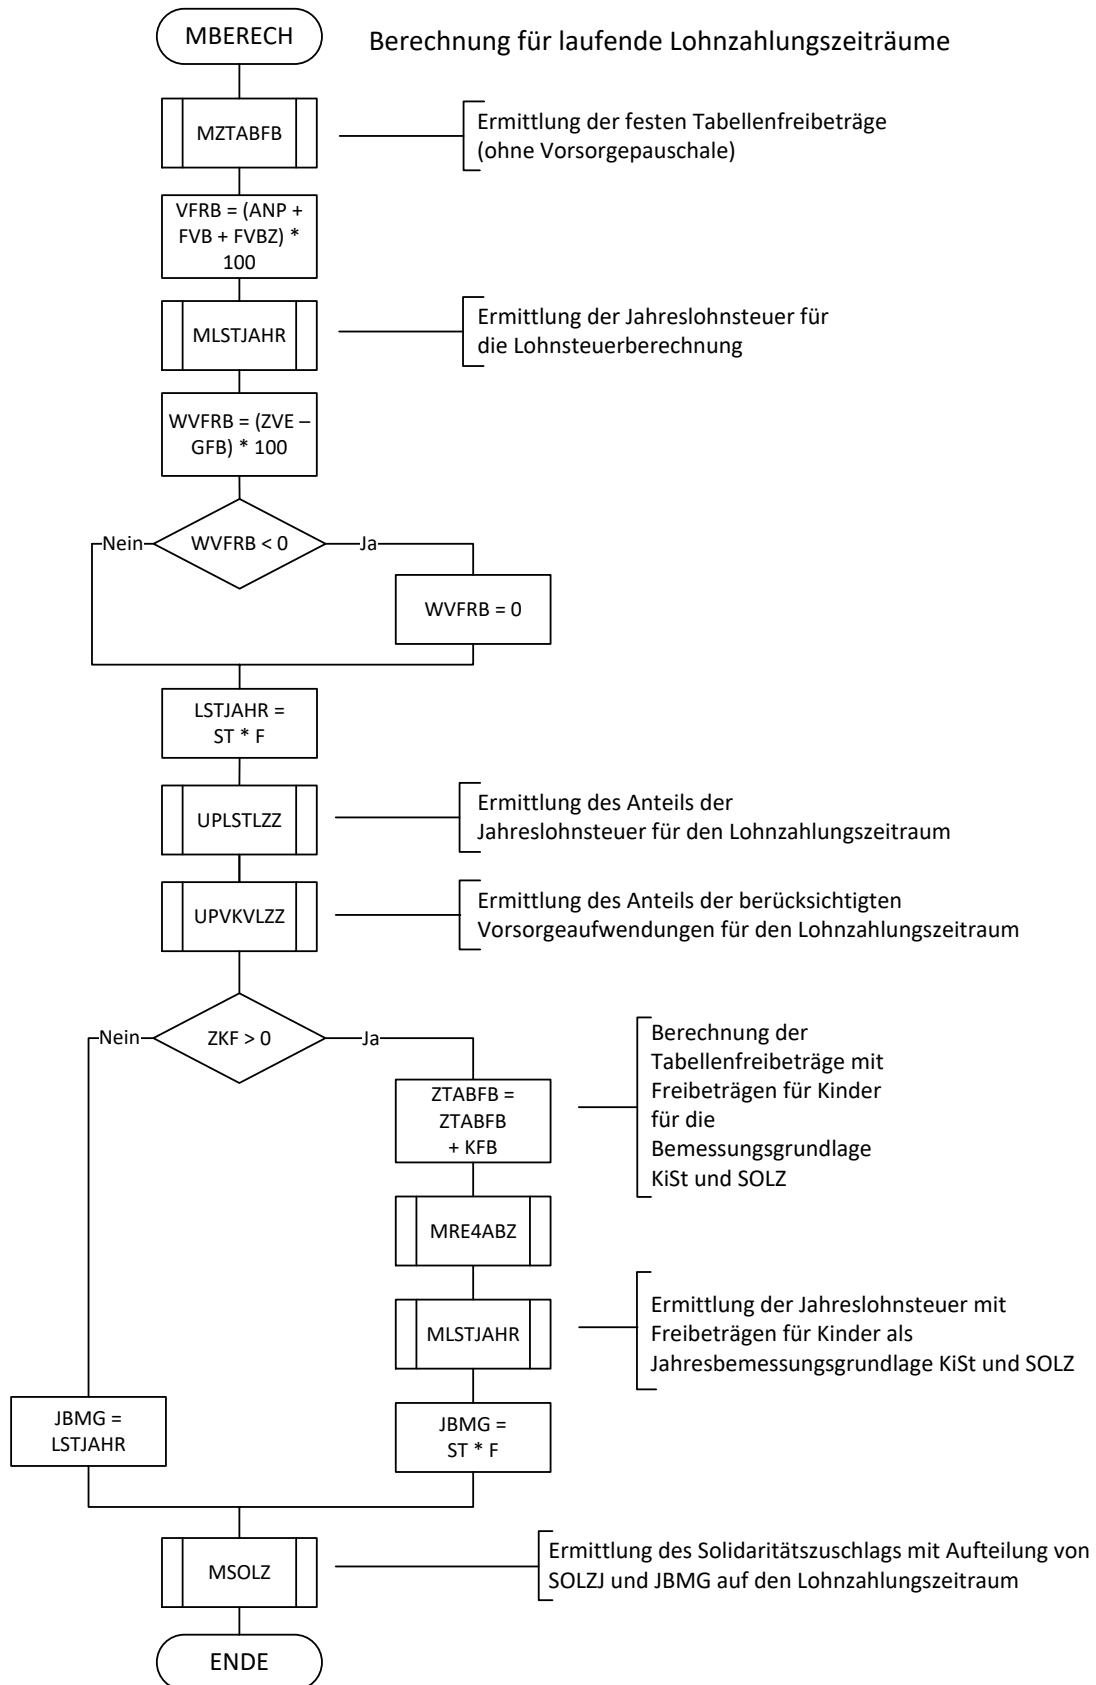 MBERECH
Berechnung für laufende Lohnzahlungszeiträume
MZTABFB
Ermittlung der festen Tabellenfreibeträge
(ohne Vorsorgepauschale)
VFRB = (ANP +
FVB + FVBZ) *
100
MLSTJAHR
Ermittlung der Jahreslohnsteuer für
die Lohnsteuerberechnung
WVFRB = (ZVE –
GFB) * 100
Nein
WVFRB < 0
Ja
WVFRB = 0
LSTJAHR =
ST * F
UPLSTLZZ
Ermittlung des Anteils der
Jahreslohnsteuer für den Lohnzahlungszeitraum
UPVKVLZZ
Ermittlung des Anteils der berücksichtigten
Vorsorgeaufwendungen für den Lohnzahlungszeitraum
Nein
ZKF > 0
Ja
ZTABFB =
ZTABFB
+ KFB
Berechnung der
Tabellenfreibeträge mit
Freibeträgen für Kinder
für die
Bemessungsgrundlage
KiSt und SOLZ
MRE4ABZ
MLSTJAHR
Ermittlung der Jahreslohnsteuer mit
Freibeträgen für Kinder als
Jahresbemessungsgrundlage KiSt und SOLZ
JBMG =
LSTJAHR
JBMG =
ST * F
MSOLZ
Ermittlung des Solidaritätszuschlags mit Aufteilung von
SOLZJ und JBMG auf den Lohnzahlungszeitraum
ENDE